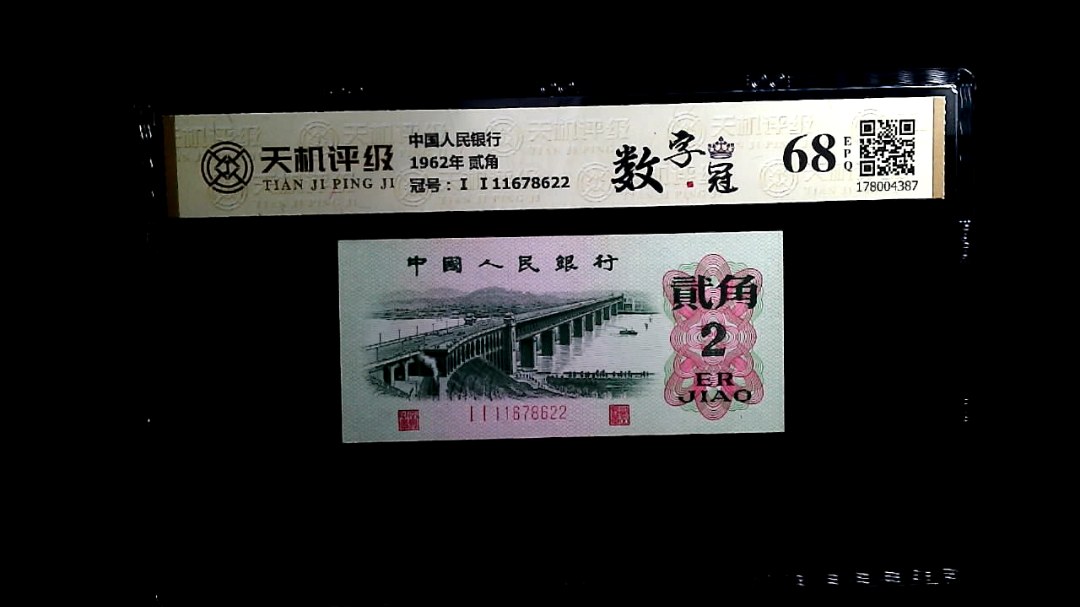 天机评级
TIAN JI PING JI
中国人民银行
1962年 贰角
冠号：Ⅰ Ⅰ 11678622
数字冠
68
EPQ
178004387
中國人民銀行
貳角
2
ER
JIAO
Ⅰ Ⅰ 11678622